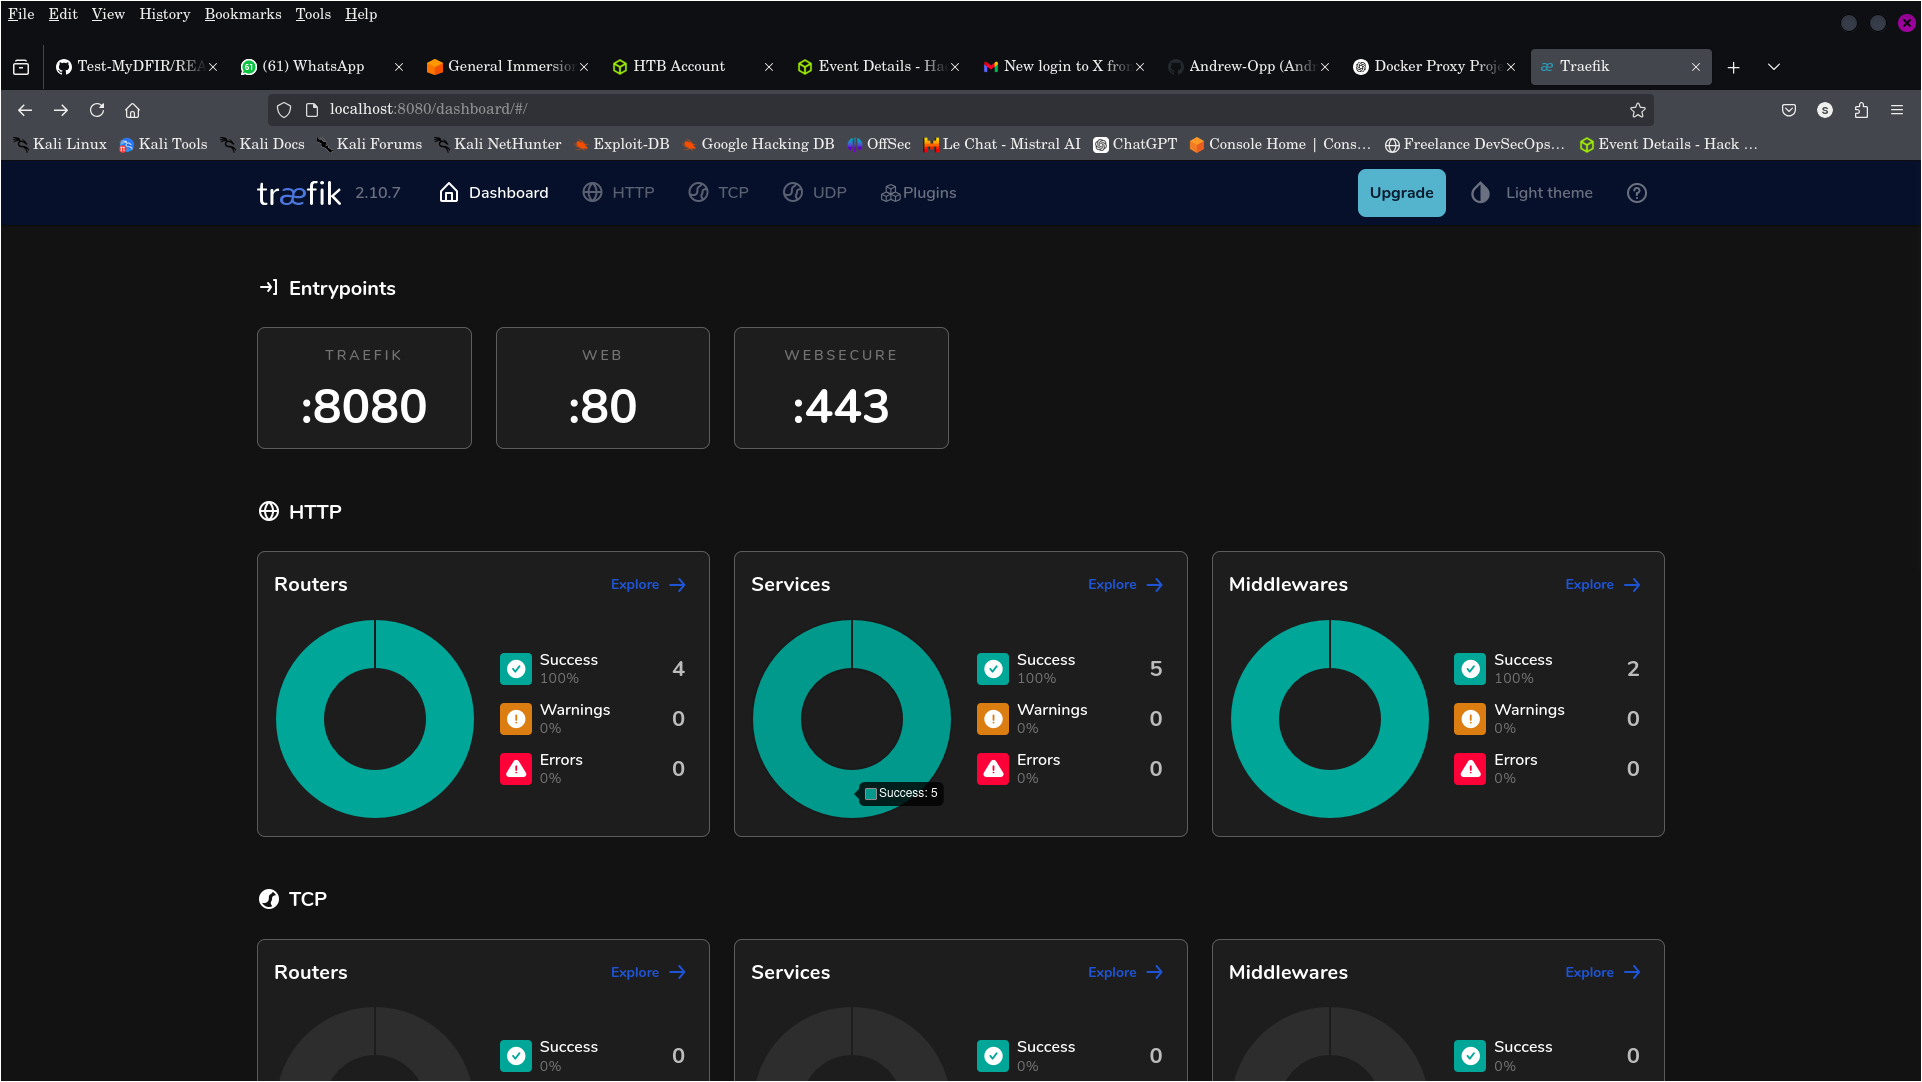 File Edit View History Bookmarks Tools Help
Test-MyDFIR/REA
(61) WhatsApp
General Immersion
HTB Account
Event Details - Ha
New login to X from
Andrew-Opp (Andr
Docker Proxy Proje
Traefik
localhost:8080/dashboard/#/
Kali Linux Kali Tools Kali Docs Kali Forums Kali NetHunter Exploit-DB Google Hacking DB OffSec Le Chat - Mistral AI ChatGPT Console Home | Cons… Freelance DevSecOps… Event Details - Hack …
træfik 2.10.7 Dashboard HTTP TCP UDP Plugins Upgrade Light theme
Entrypoints
TRAEFIK
:8080
WEB
:80
WEBSECURE
:443
HTTP
Routers Explore
Success 4
100%
Warnings 0
0%
Errors 0
0%
Services Explore
Success 5
100%
Warnings 0
0%
Errors 0
0%
Success: 5
Middlewares Explore
Success 2
100%
Warnings 0
0%
Errors 0
0%
TCP
Routers Explore
Success 0
0%
Services Explore
Success 0
0%
Middlewares Explore
Success 0
0%